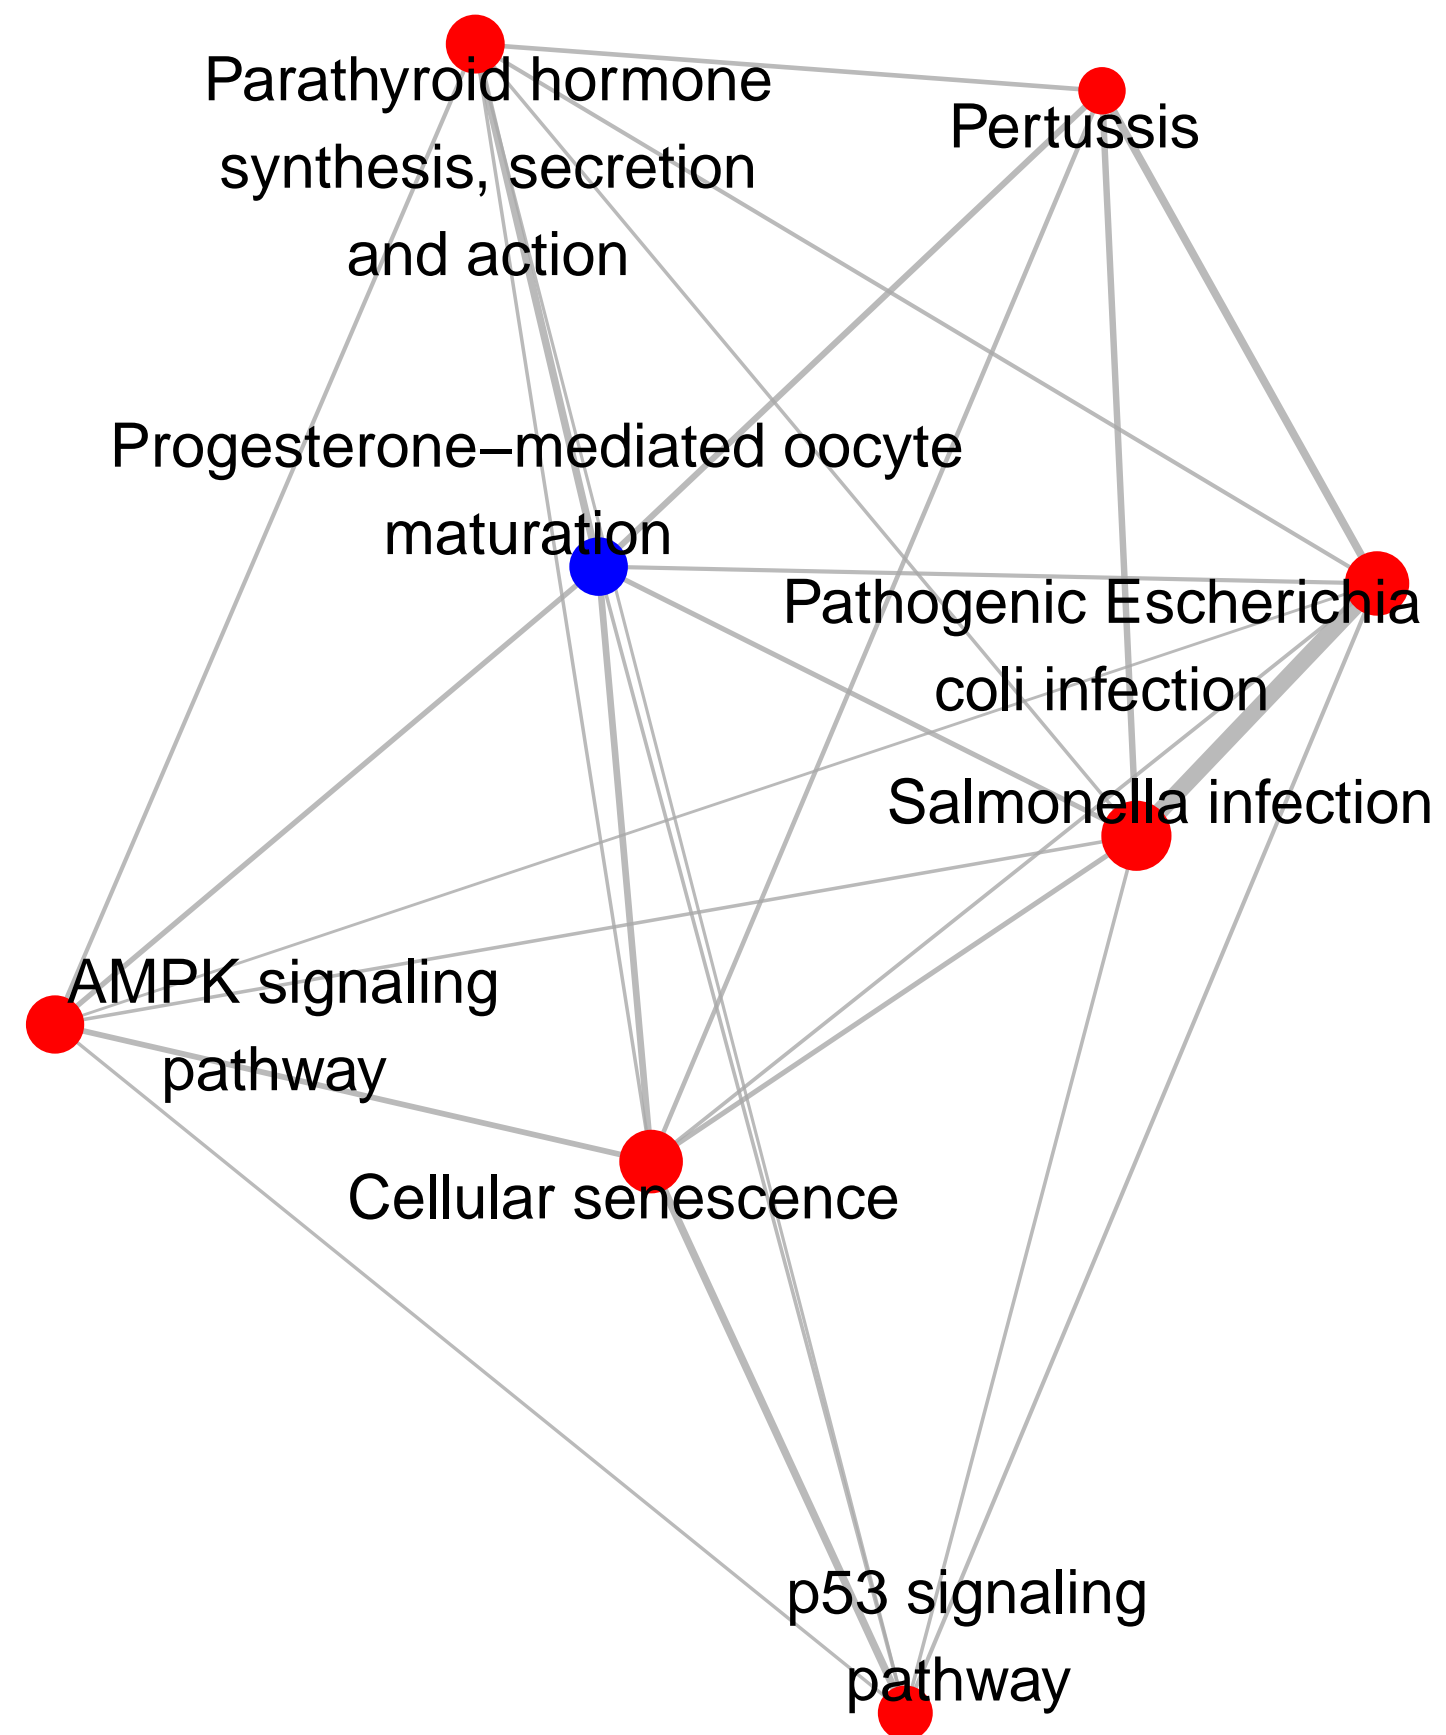 Parathyroid hormone
synthesis, secretion
and action
Pertussis
Progesterone−mediated oocyte
maturation
Pathogenic Escherichia
coli infection
Salmonella infection
AMPK signaling
pathway
Cellular senescence
p53 signaling
pathway